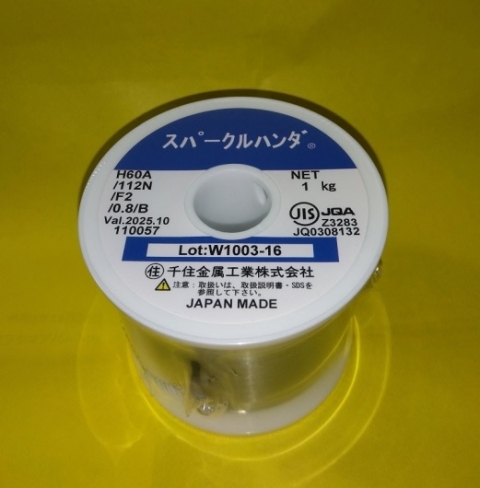 スパークルハンダ®
H60A
/112N
/F2
/0.8/B
Val.2025.10
110057
NET
1 kg
JIS JQA
Z3283
JQ0308132
Lot:W1003-16
住 千住金属工業株式会社
注意：取扱いは、取扱説明書・SDSを
参照して下さい。
JAPAN MADE